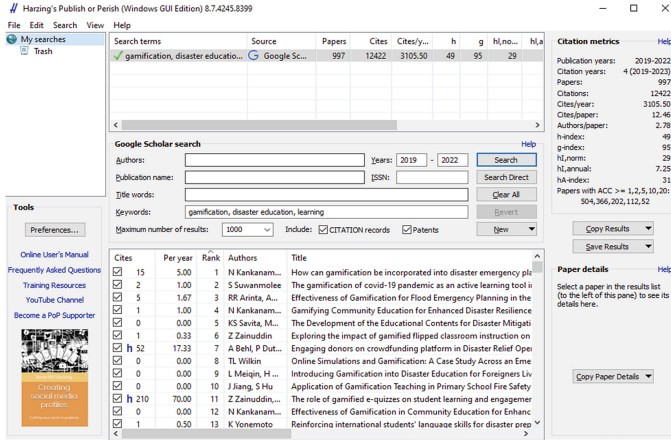 Harzing's Publish or Perish (Windows GUI Edition) 8.7.4245.8399
File Edit Search View Help
My searches
Trash
Search terms Source Papers Cites Cites/y... h g hI,no... hI,a
gamification, disaster educatio... Google Sc... 997 12422 3105.50 49 95 29
Google Scholar search Help
Authors: Years: 2019 - 2022 Search
Publication name: ISSN: Search Direct
Title words: Clear All
Keywords: gamification, disaster education, learning Revert
Maximum number of results: 1000 Include: CITATION records Patents New
Cites Per year Rank Authors Title
15 5.00 1 N Kankanam... How can gamification be incorporated into disaster emergency pla
2 1.00 2 S Suwanmolee The gamification of covid-19 pandemic as an active learning tool i
5 1.67 3 RR Arinta, A... Effectiveness of Gamification for Flood Emergency Planning in the
1 1.00 4 N Kankanam... Gamifying Community Education for Enhanced Disaster Resilience
0 0.00 5 KS Savita, M... The Development of the Educational Contents for Disaster Mitigati
1 0.33 6 Z Zainuddin Exploring the impact of gamified flipped classroom instruction on
h 52 17.33 7 A Behl, P Dut... Engaging donors on crowdfunding platform in Disaster Relief Oper
0 0.00 8 TL Wilkin Online Simulations and Gamification: A Case Study Across an Eme
0 0.00 9 L Meiqin, H ... Introducing Gamification into Disaster Education for Foreigners Liv
0 0.00 10 J Jiang, S Hu Application of Gamification Teaching in Primary School Fire Safety
h 210 70.00 11 Z Zainuddin,... The role of gamified e-quizzes on student learning and engagemer
0 0.00 12 N Kankanam... Effectiveness of Gamification in Community Education for Enhanc
1 0.50 13 K Yonemoto Reinforcing international students' language skills for disaster prep
Tools
Preferences...
Online User's Manual
Frequently Asked Questions
Training Resources
YouTube Channel
Become a PoP Supporter
Creating
social media
profiles:
Citation metrics Help
Publication years: 2019-2022
Citation years: 4 (2019-2023)
Papers: 997
Citations: 12422
Cites/year: 3105.50
Cites/paper: 12.46
Authors/paper: 2.78
h-index: 49
g-index: 95
hI,norm: 29
hI,annual: 7.25
hA-index: 31
Papers with ACC >= 1,2,5,10,20:
504,366,202,112,52
Copy Results
Save Results
Paper details Help
Select a paper in the results list
(to the left of this pane) to see its
details here.
Copy Paper Details